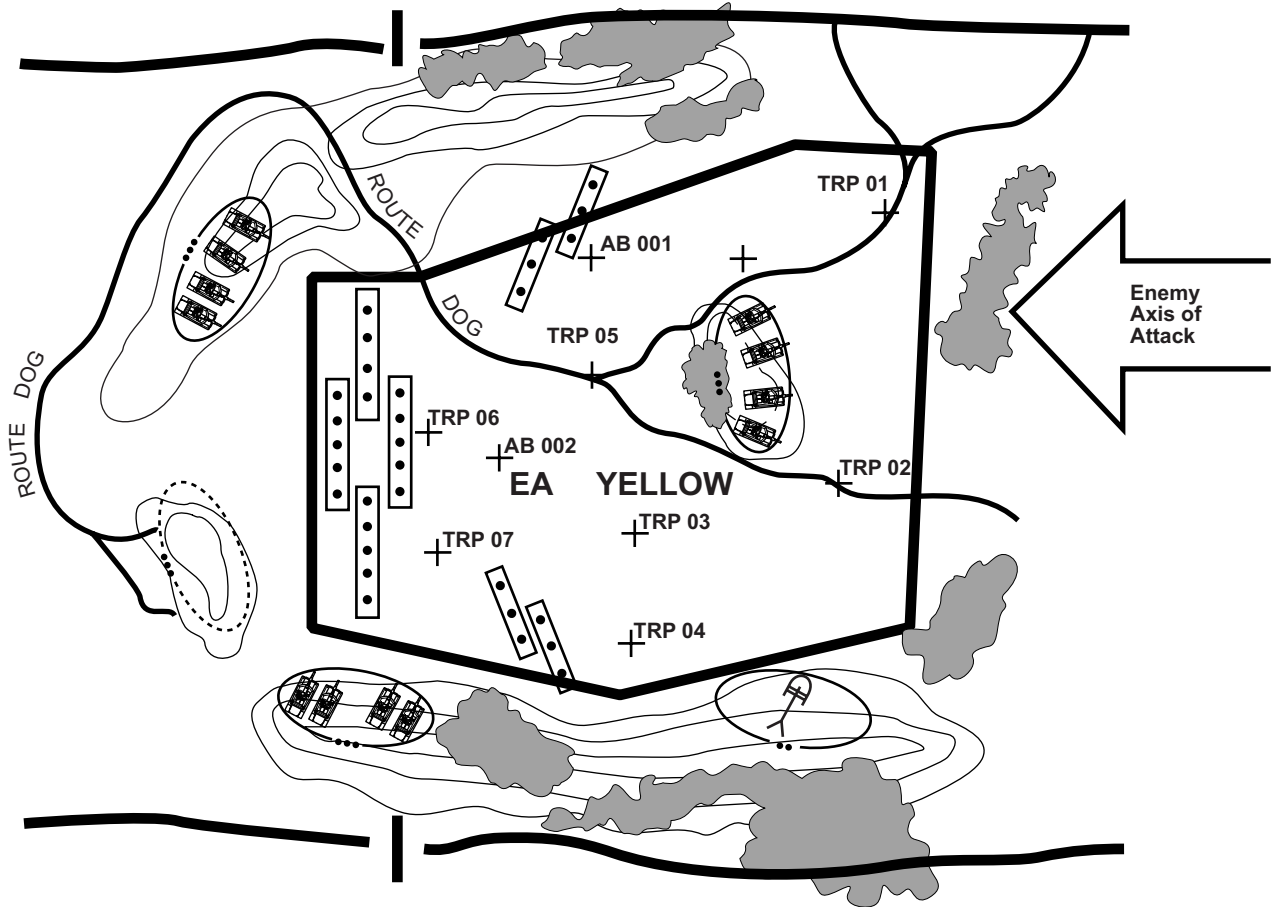 TRP 01
ROUTE
AB 001
Enemy
Axis of
Attack
DOG
TRP 05
ROUTE DOG
TRP 06
AB 002
TRP 02
EA YELLOW
TRP 03
TRP 07
TRP 04